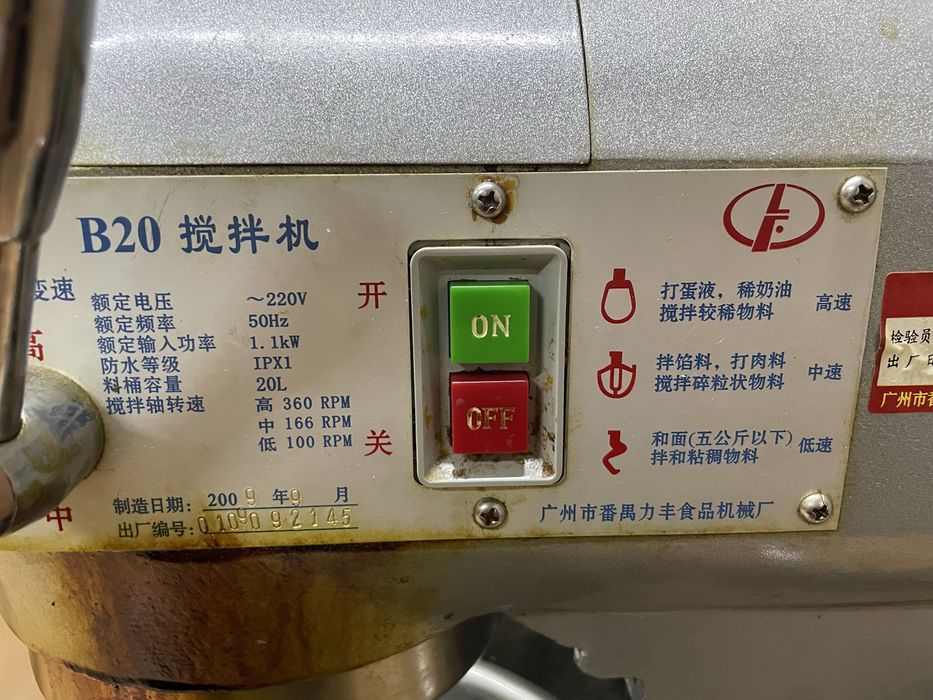 B20 搅拌机
变速
高
中
额定电压 ～220V
额定频率 50Hz
额定输入功率 1.1kW
防水等级 IPX1
料桶容量 20L
搅拌轴转速 高 360 RPM
中 166 RPM
低 100 RPM
制造日期: 2009 年9 月
出厂编号:
开
关
ON
OFF
打蛋液，稀奶油
搅拌较稀物料
高速
拌馅料，打肉料
搅拌碎粒状物料
中速
和面(五公斤以下)
拌和粘稠物料
低速
广州市番禺力丰食品机械厂
检验员
出厂
广州市番